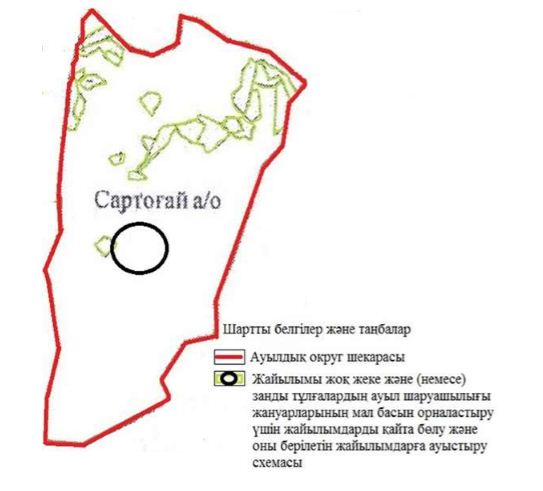 Сартоғай а/о
Шартты белгілер және танбалар
Ауылдық округ шекарасы
Жайылымы жоқ жеке және (немесе)
заңды тұлғалардың ауыл шаруашылығы
жануарларының мал басын орналастыру
үшін жайылымдарды қайта бөлу және
оны берілетін жайылымдарға ауыстыру
схемасы